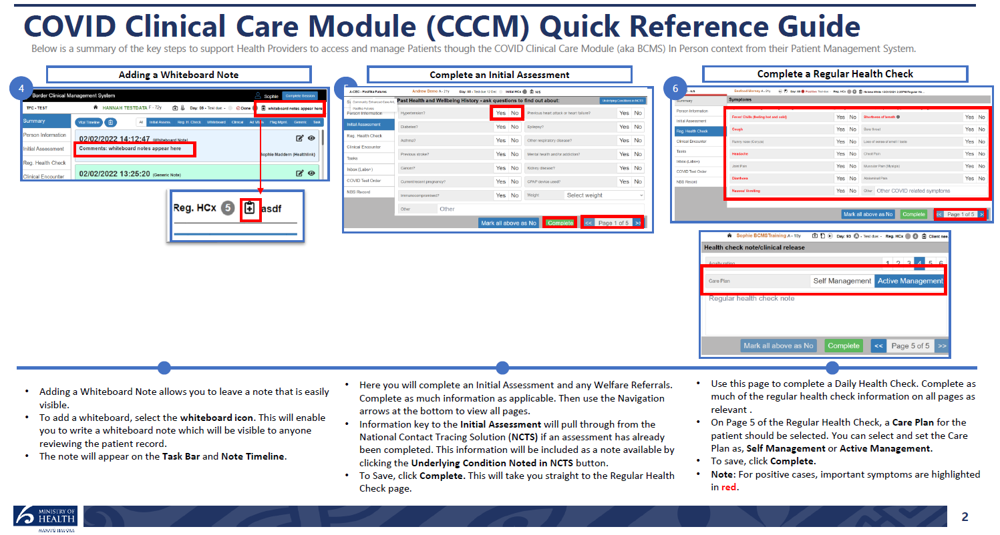 COVID Clinical Care Module (CCCM) Quick Reference Guide
Below is a summary of the key steps to support Health Providers to access and manage Patients though the COVID Clinical Care Module (aka BCMS) In Person context from their Patient Management System.
4
Adding a Whiteboard Note
Border Clinical Management System
Sophie
Complete Session
TFC - TEST
HANNAH TESTDATA F - 72y
Day: 08 - Test due -
Done
whiteboard notes appear here
Summary
Person Information
Initial Assessment
Reg. Health Check
Clinical Encounter
Vital Timeline
All
Initial Assess.
Reg. H. Check
Whiteboard
Clinical
Flag Mgmt.
Generic
Task
02/02/2022 14:12:47 (Whiteboard Note)
Comments: whiteboard notes appear here
Sophie Maddern (Healthlink)
02/02/2022 13:25:20 (Generic Note)
Reg. HCx 5 asdf
Adding a Whiteboard Note allows you to leave a note that is easily
visible.
To add a whiteboard, select the whiteboard icon. This will enable
you to write a whiteboard note which will be visible to anyone
reviewing the patient record.
The note will appear on the Task Bar and Note Timeline.
Complete an Initial Assessment
A-CEC - Pasifika Futures
Andrew Demo A - 21y
Day: 05 - Test due 12 Dec
Initial HCx
N/S
Community Enhanced Care-AHL
Pasifika Futures
Person Information
Initial Assessment
Reg. Health Check
Clinical Encounter
Tasks
Inbox (Labs+)
COVID Test Order
NBS Record
Past Health and Wellbeing History - ask questions to find out about:
Underlying Conditions in NCTS
Hypertension? Yes No
Previous heart attack or heart failure? Yes No
Diabetes? Yes No
Epilepsy? Yes No
Asthma? Yes No
Other respiratory disease? Yes No
Previous stroke? Yes No
Mental health and/or addiction? Yes No
Cancer? Yes No
Kidney disease? Yes No
Current/recent pregnancy? Yes No
CPAP device used? Yes No
Immunocompromised? Yes No
Weight Select weight
Other Other
Mark all above as No
Complete
<< Page 1 of 5 >>
Here you will complete an Initial Assessment and any Welfare Referrals.
Complete as much information as applicable. Then use the Navigation
arrows at the bottom to view all pages.
Information key to the Initial Assessment will pull through from the
National Contact Tracing Solution (NCTS) if an assessment has already
been completed. This information will be included as a note available by
clicking the Underlying Condition Noted in NCTS button.
To Save, click Complete. This will take you straight to the Regular Health
Check page.
6
Complete a Regular Health Check
Seafood Mornay A - 21y
Day: 08 Positive Test due
Reg. HCx
Summary
Person Information
Initial Assessment
Reg. Health Check
Clinical Encounter
Tasks
Inbox (Labs+)
COVID Test Order
NBS Record
Symptoms
Fever/ Chills (feeling hot and cold) Yes No
Shortness of breath Yes No
Cough Yes No
Sore throat Yes No
Runny nose (Coryza) Yes No
Loss of sense of smell / taste Yes No
Headache Yes No
Chest Pain Yes No
Joint Pain Yes No
Muscular Pain (Myalgia) Yes No
Diarrhoea Yes No
Abdominal Pain Yes No
Nausea/ Vomiting Yes No
Other Other COVID related symptoms
Mark all above as No
Complete
<< Page 1 of 5 >>
Sophie BCMSTraining A - 18y
Day: 93 A - Test due: -
Reg. HCX
Client nee
Health check note/clinical release
Acuity rating 1 2 3 4 5 6
Care Plan Self Management Active Management
Regular health check note
Mark all above as No
Complete
<< Page 5 of 5 >>
Use this page to complete a Daily Health Check. Complete as
much of the regular health check information on all pages as
relevant .
On Page 5 of the Regular Health Check, a Care Plan for the
patient should be selected. You can select and set the Care
Plan as, Self Management or Active Management.
To save, click Complete.
Note: For positive cases, important symptoms are highlighted
in red.
MINISTRY OF
HEALTH
MANATŪ HAUORA
2